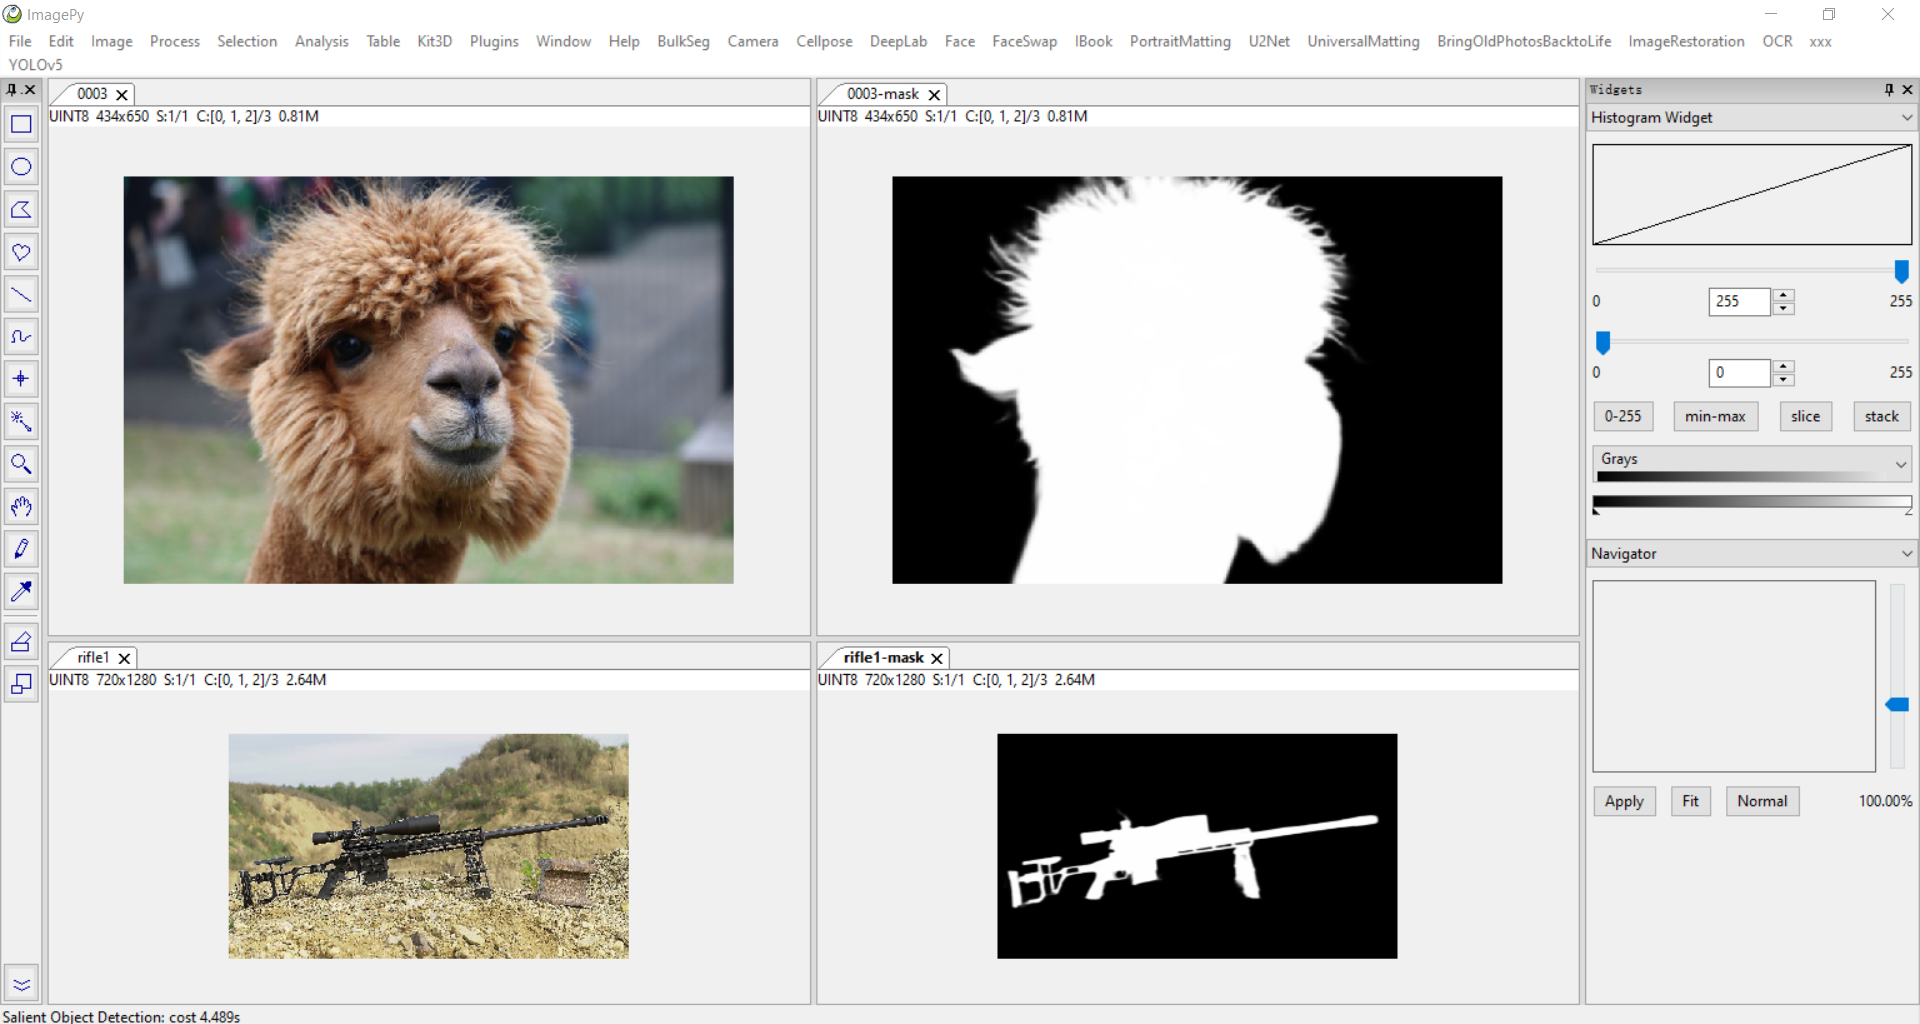 ImagePy
File Edit Image Process Selection Analysis Table Kit3D Plugins Window Help BulkSeg Camera Cellpose DeepLab Face FaceSwap IBook PortraitMatting U2Net UniversalMatting BringOldPhotosBacktoLife ImageRestoration OCR xxx
YOLOv5
0003
UINT8 434x650 S:1/1 C:[0, 1, 2]/3 0.81M
0003-mask
UINT8 434x650 S:1/1 C:[0, 1, 2]/3 0.81M
rifle1
UINT8 720x1280 S:1/1 C:[0, 1, 2]/3 2.64M
rifle1-mask
UINT8 720x1280 S:1/1 C:[0, 1, 2]/3 2.64M
Widgets
Histogram Widget
0 255 255
0 0 255
0-255 min-max slice stack
Grays
Navigator
Apply Fit Normal 100.00%
Salient Object Detection: cost 4.489s